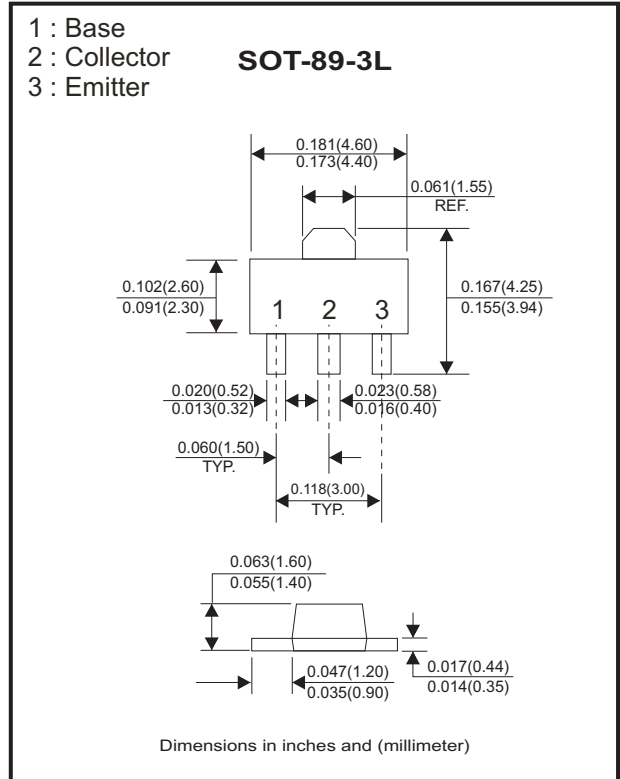 1 : Base
2 : Collector
3 : Emitter
SOT-89-3L
0.181(4.60)
0.173(4.40)
0.061(1.55)
REF.
0.102(2.60)
0.091(2.30)
0.167(4.25)
0.155(3.94)
1 2 3
0.020(0.52)
0.013(0.32)
0.023(0.58)
0.016(0.40)
0.060(1.50)
TYP.
0.118(3.00)
TYP.
0.063(1.60)
0.055(1.40)
0.047(1.20)
0.035(0.90)
0.017(0.44)
0.014(0.35)
Dimensions in inches and (millimeter)